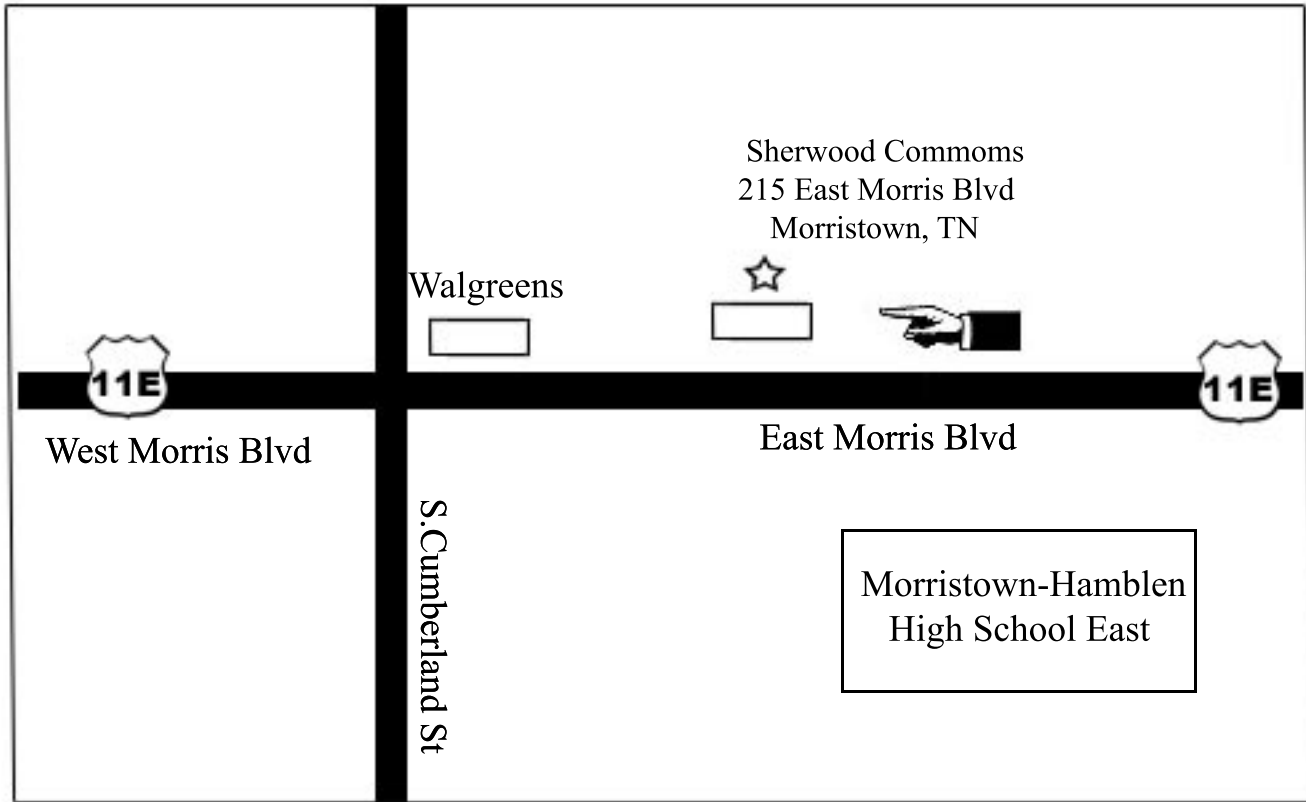 Sherwood Commoms
215 East Morris Blvd
Morristown, TN
Walgreens
11E
11E
West Morris Blvd
East Morris Blvd
S.Cumberland St
Morristown-Hamblen
High School East